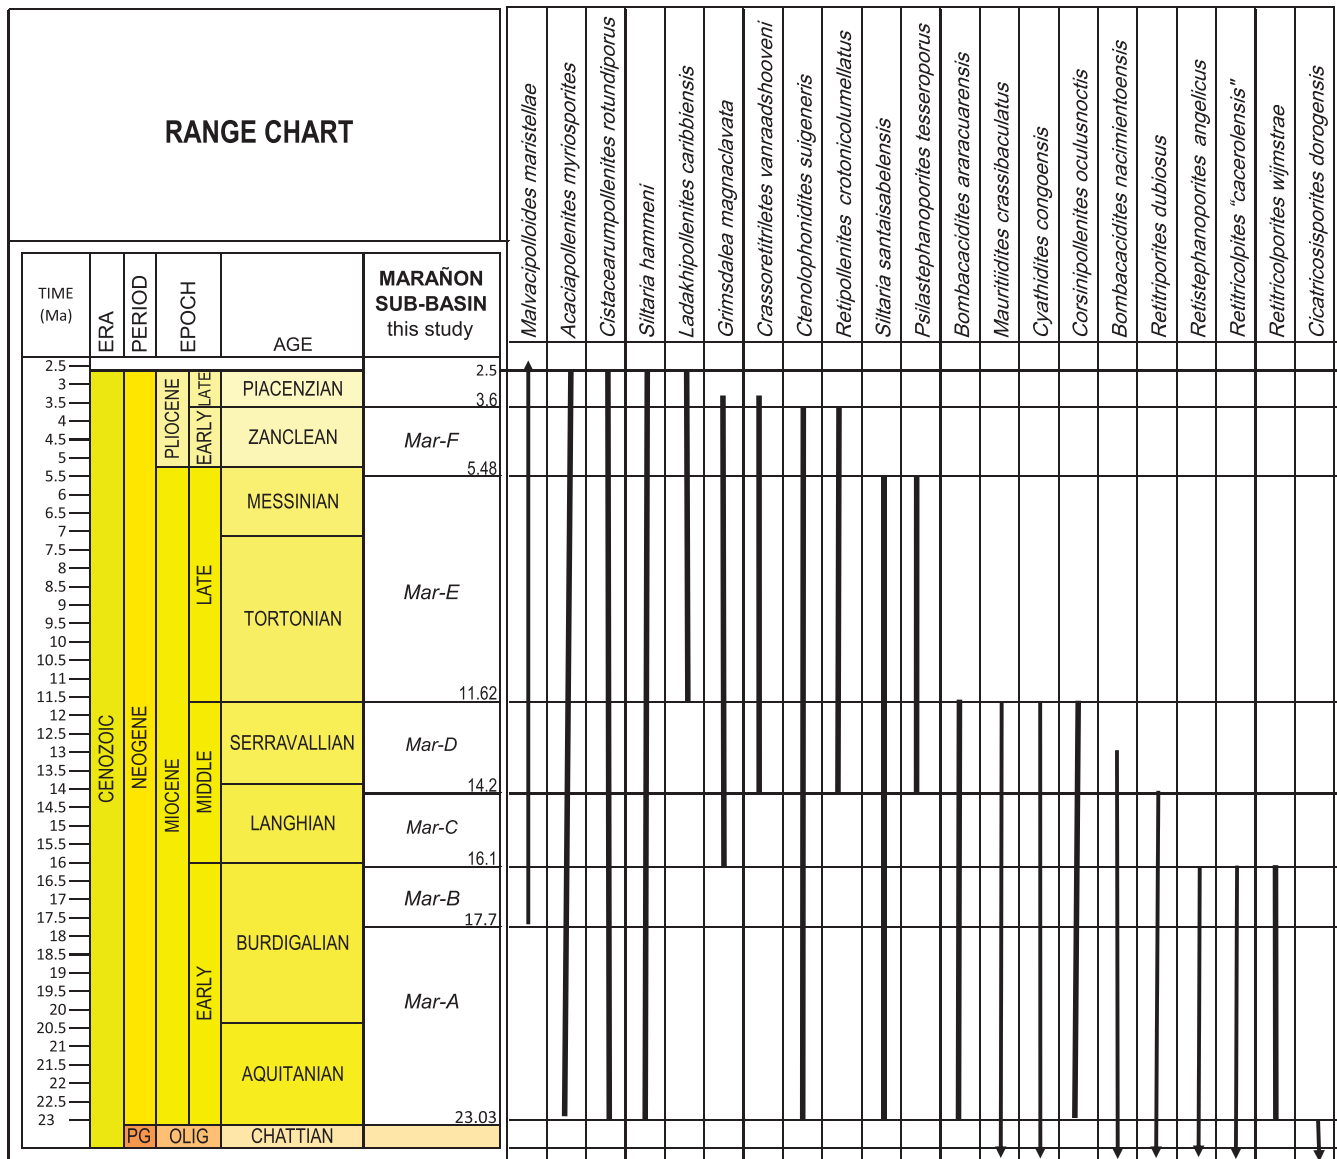 RANGE CHART
Malvacipolloides maristellae
Acaciapollenites myriosporites
Cistacearumpollenites rotundiporus
Siltaria hammeni
Ladakhipollenites caribbiensis
Grimsdalea magnaclavata
Crassoretitriletes vanraadshooveni
Ctenolophonidites suigeneris
Retipollenites crotonicolumellatus
Siltaria santaisabelensis
Psilastephanoporites tesseroporus
Bombacacidites araracuarensis
Mauritiidites crassibaculatus
Cyathidites congoensis
Corsinipollenites oculusnoctis
Bombacacidites nacimientoensis
Retitriporites dubiosus
Retistephanoporites angelicus
Retitricolpites "cacerolensis"
Retitricolporites wijmstrae
Cicatricosisporites dorogensis
TIME
(Ma)
ERA
PERIOD
EPOCH
AGE
MARAÑON
SUB-BASIN
this study
2.5
3
3.5
4
4.5
5
5.5
6
6.5
7
7.5
8
8.5
9
9.5
10
10.5
11
11.5
12
12.5
13
13.5
14
14.5
15
15.5
16
16.5
17
17.5
18
18.5
19
19.5
20
20.5
21
21.5
22
22.5
23
CENOZOIC
NEOGENE
PG
PLIOCENE
MIOCENE
OLIG
LATE
EARLY
LATE
MIDDLE
EARLY
PIACENZIAN
ZANCLEAN
MESSINIAN
TORTONIAN
SERRAVALLIAN
LANGHIAN
BURDIGALIAN
AQUITANIAN
CHATTIAN
2.5
3.6
Mar-F
5.48
Mar-E
11.62
Mar-D
14.2
Mar-C
16.1
Mar-B
17.7
Mar-A
23.03